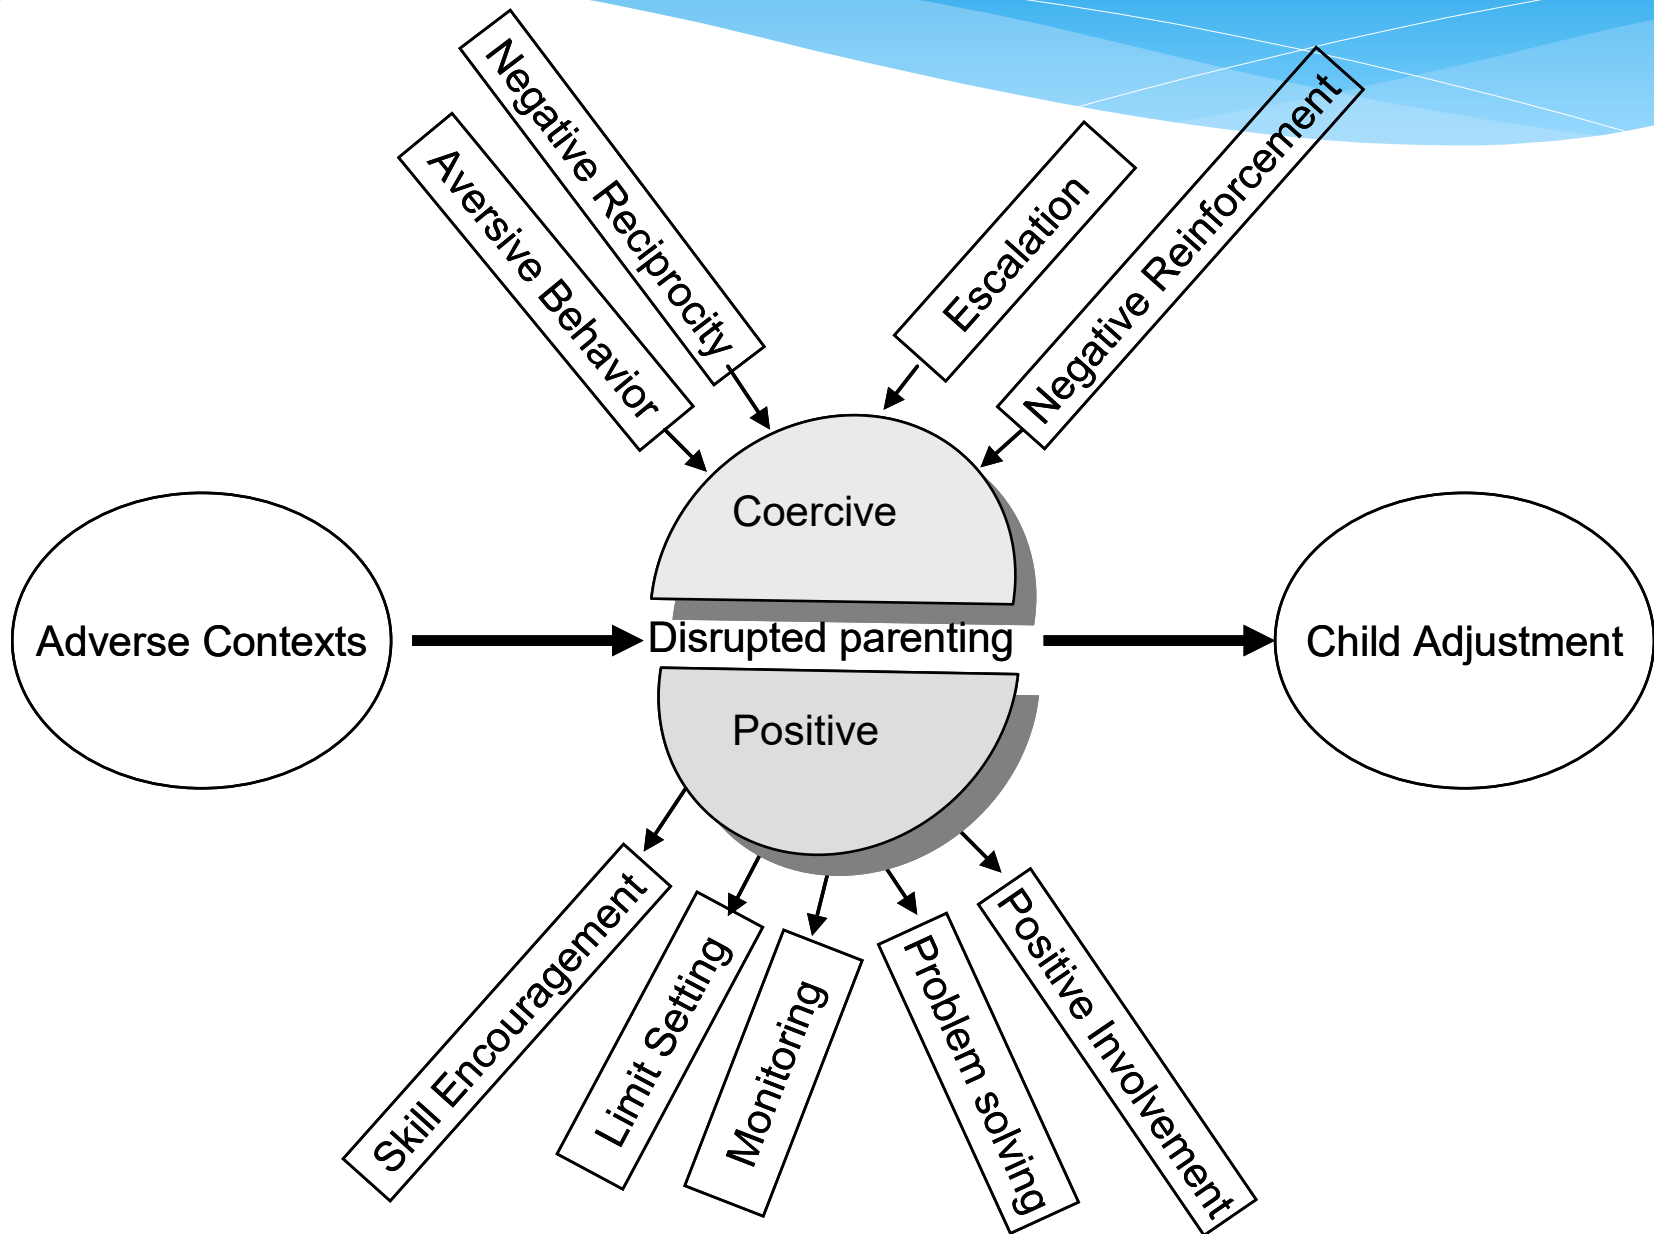 Negative Reciprocity
Aversive Behavior
Escalation
Negative Reinforcement
Coercive
Adverse Contexts
Disrupted parenting
Child Adjustment
Positive
Skill Encouragement
Limit Setting
Monitoring
Problem solving
Positive Involvement